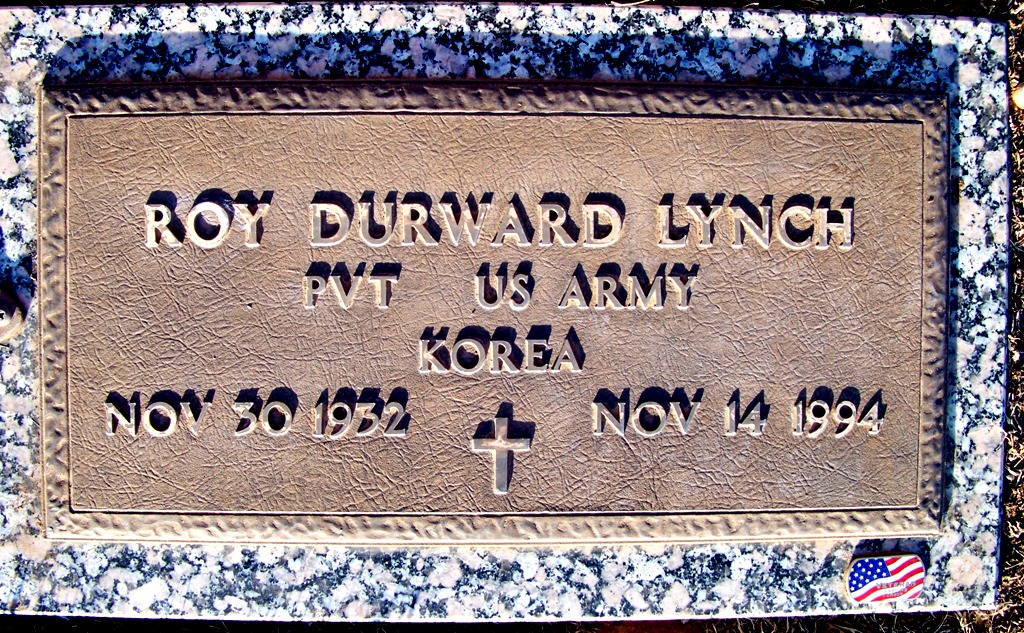 ROY DURWARD LYNCH
PVT US ARMY
KOREA
NOV 30 1932 NOV 14 1994